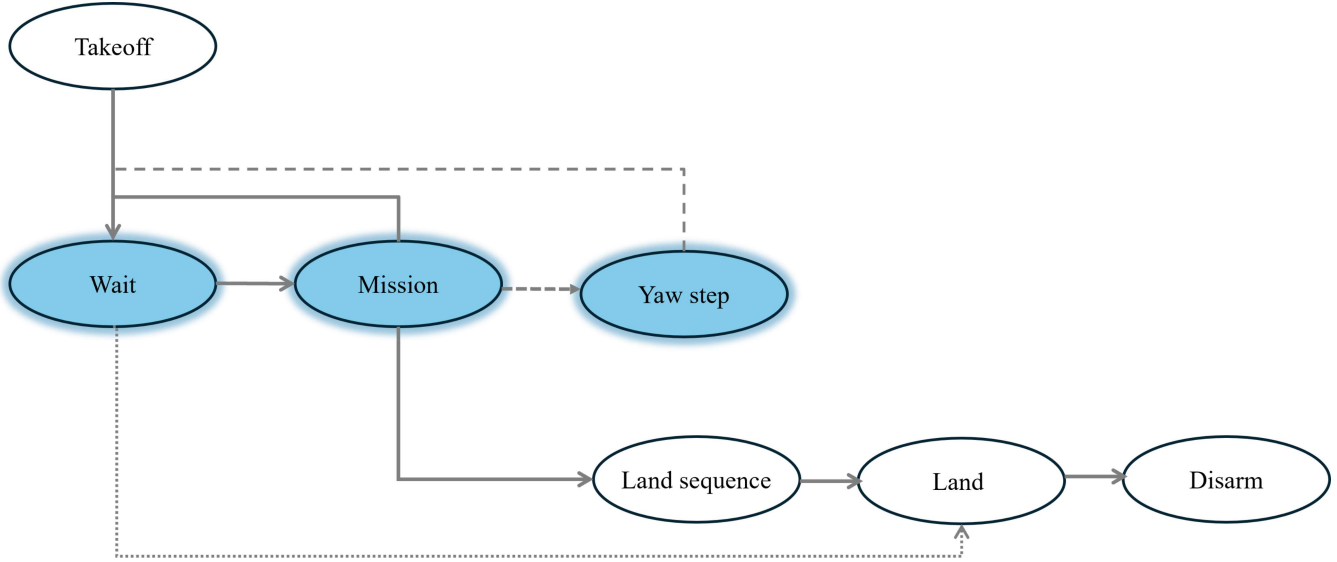 Takeoff
Wait
Mission
Yaw step
Land sequence
Land
Disarm